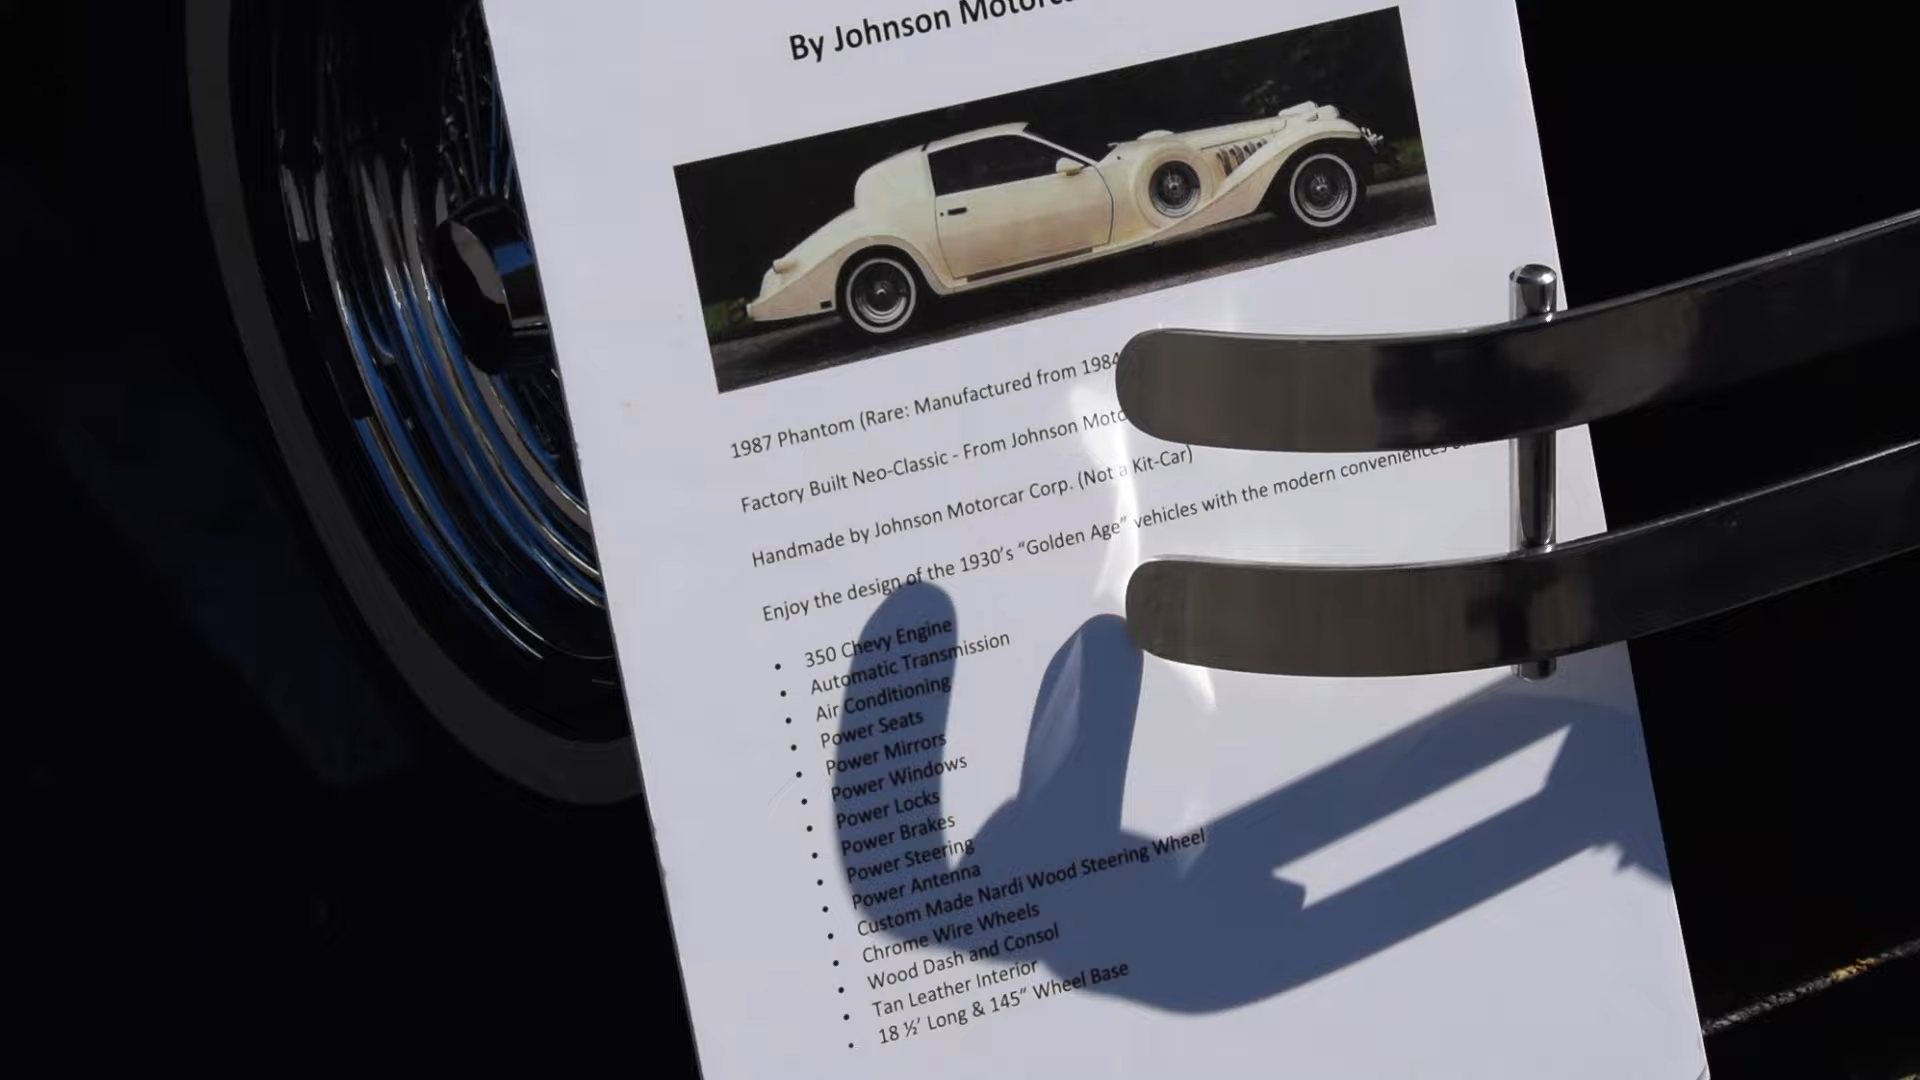 By Johnson
1987 Phantom (Rare: Manufactured from 1984
Factory Built Neo-Classic - From Johnson
Handmade by Johnson Motorcar Corp. (Not a Kit-Car)
Enjoy the design of the 1930's “Golden Age” vehicles with the modern conveniences
• 350 Chevy Engine
• Automatic Transmission
• Air Conditioning
• Power Seats
• Power Mirrors
• Power Windows
• Power Locks
• Power Brakes
• Power Steering
• Power Antenna
• Custom Made Nardi Wood Steering Wheel
• Chrome Wire Wheels
• Wood Dash and Consol
• Tan Leather Interior
• 18 ½' Long & 145” Wheel Base